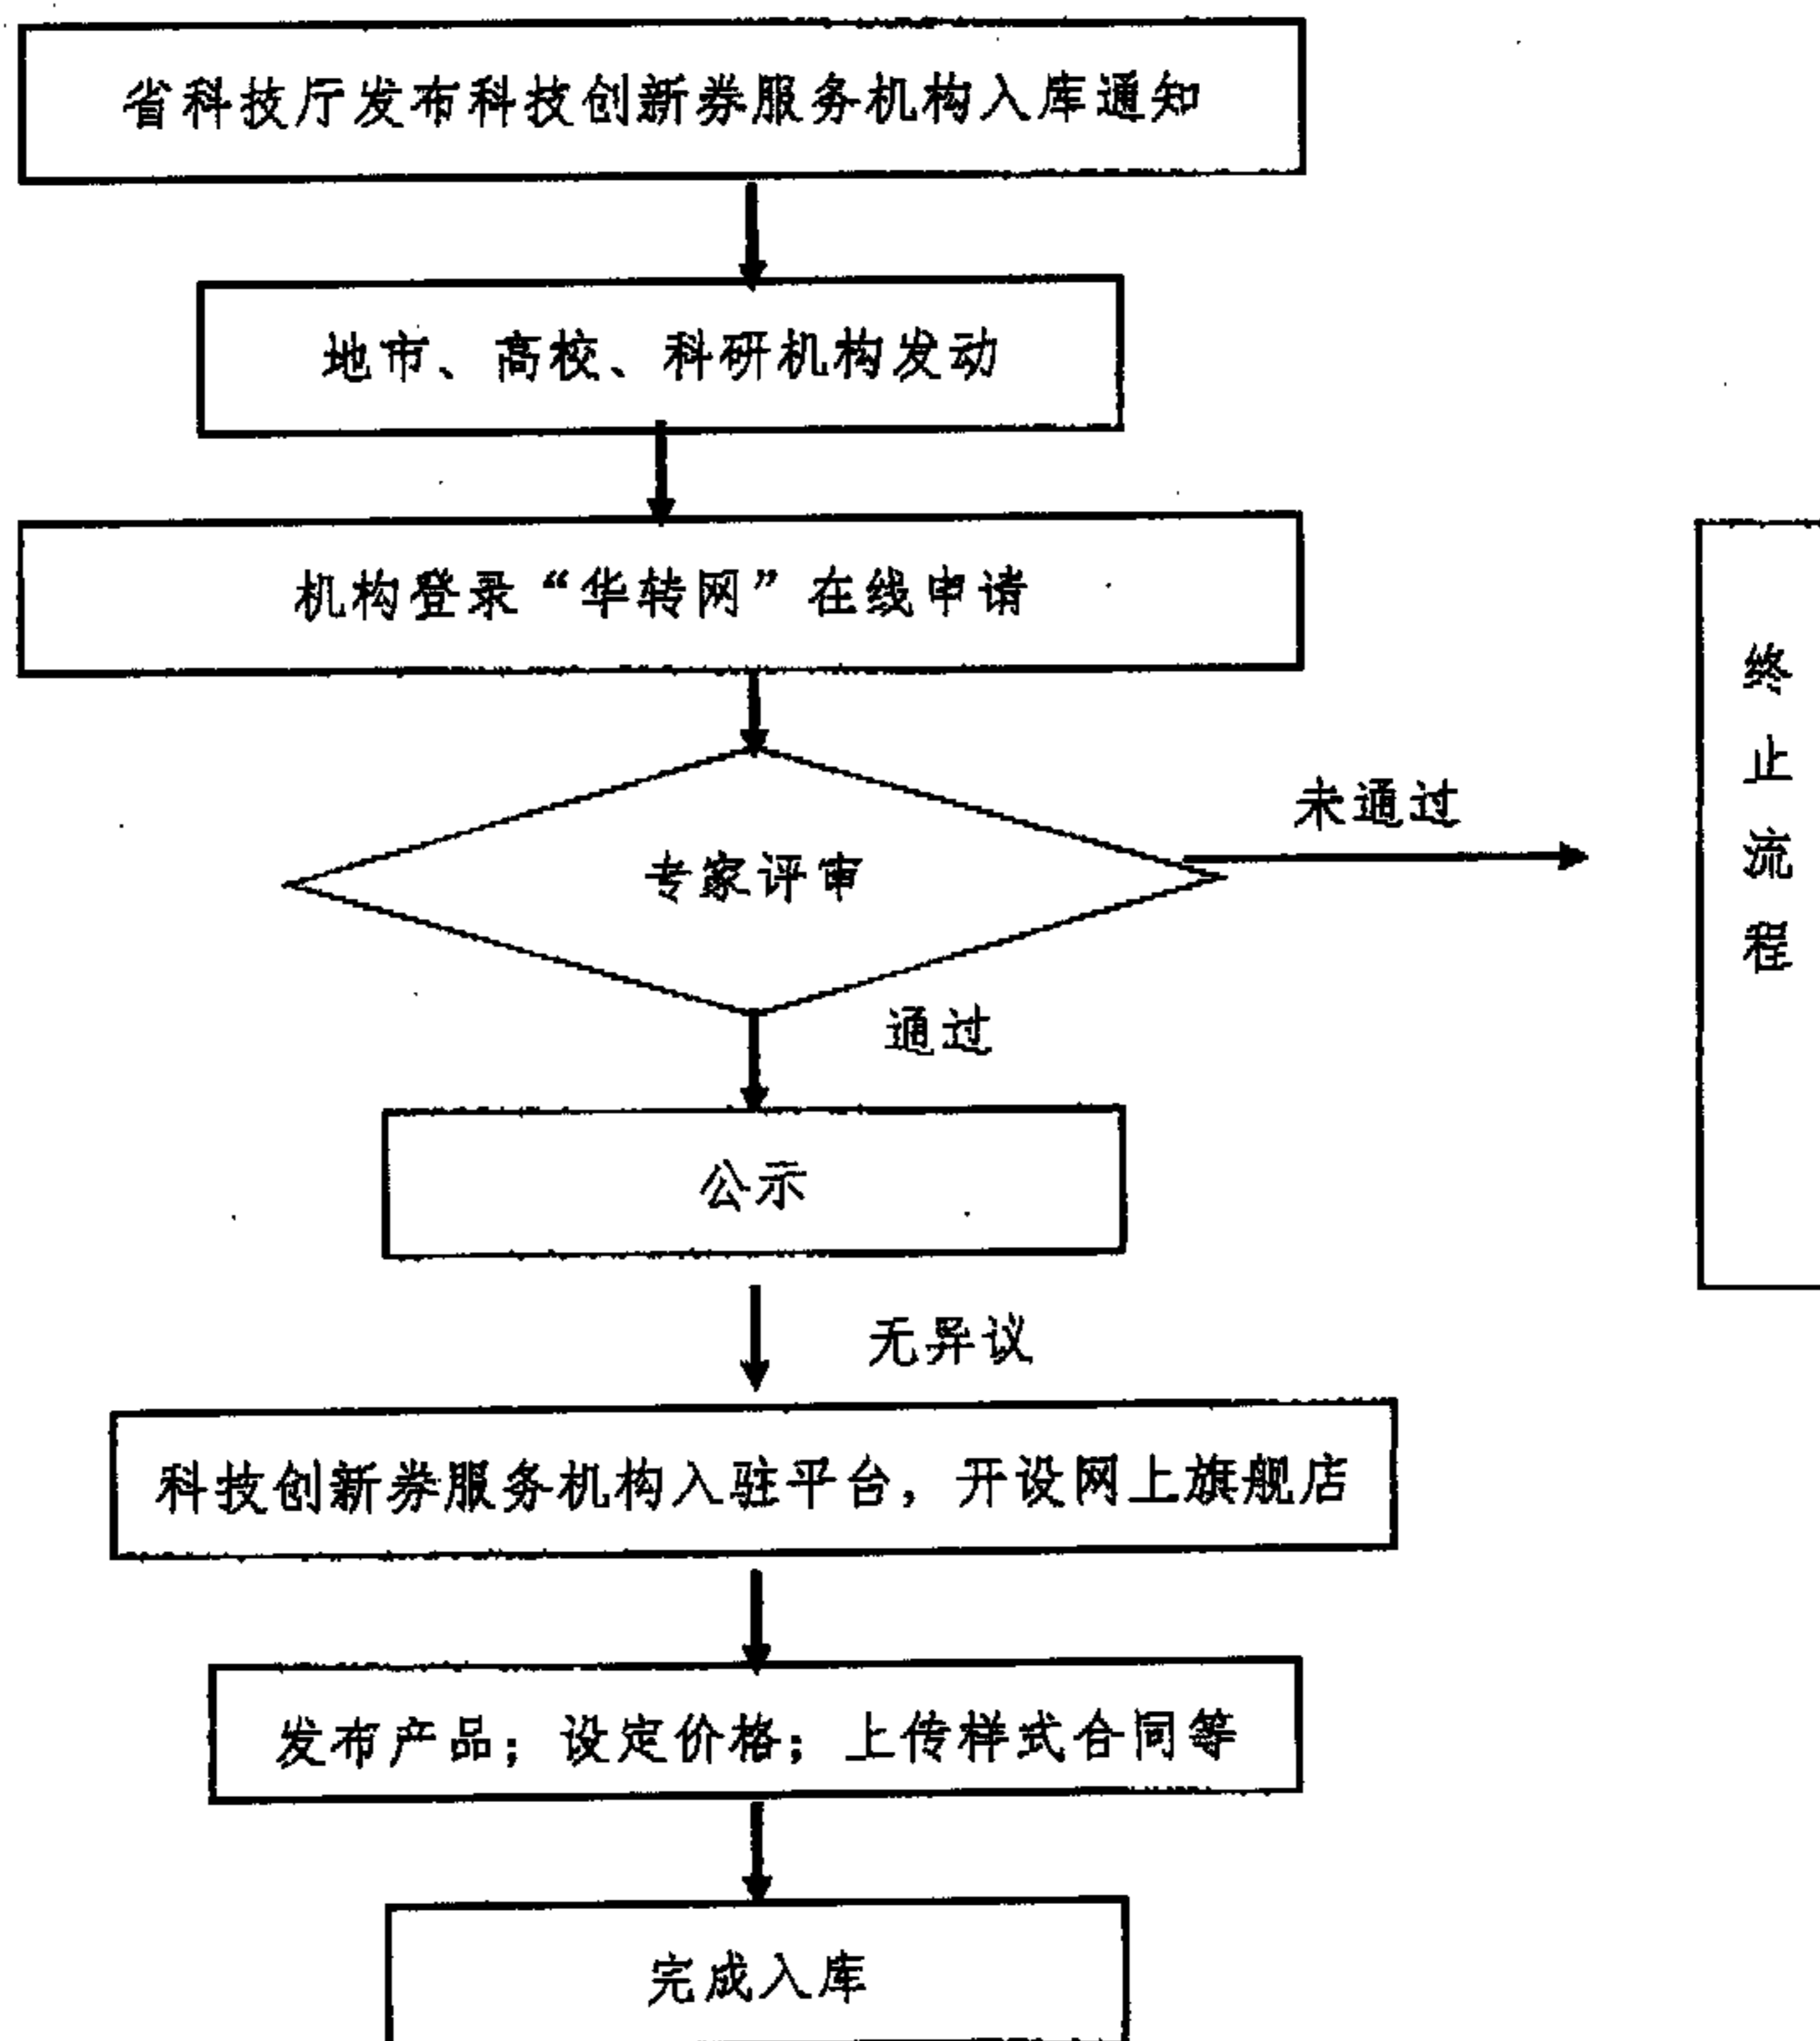 省科技厅发布科技创新券服务机构入库通知
地市、高校、科研机构发动
机构登录“华转网”在线申请
专家评审
未通过
终
止
流
程
通过
公示
无异议
科技创新券服务机构入驻平台，开设网上旗舰店
发布产品；设定价格；上传样式合同等
完成入库